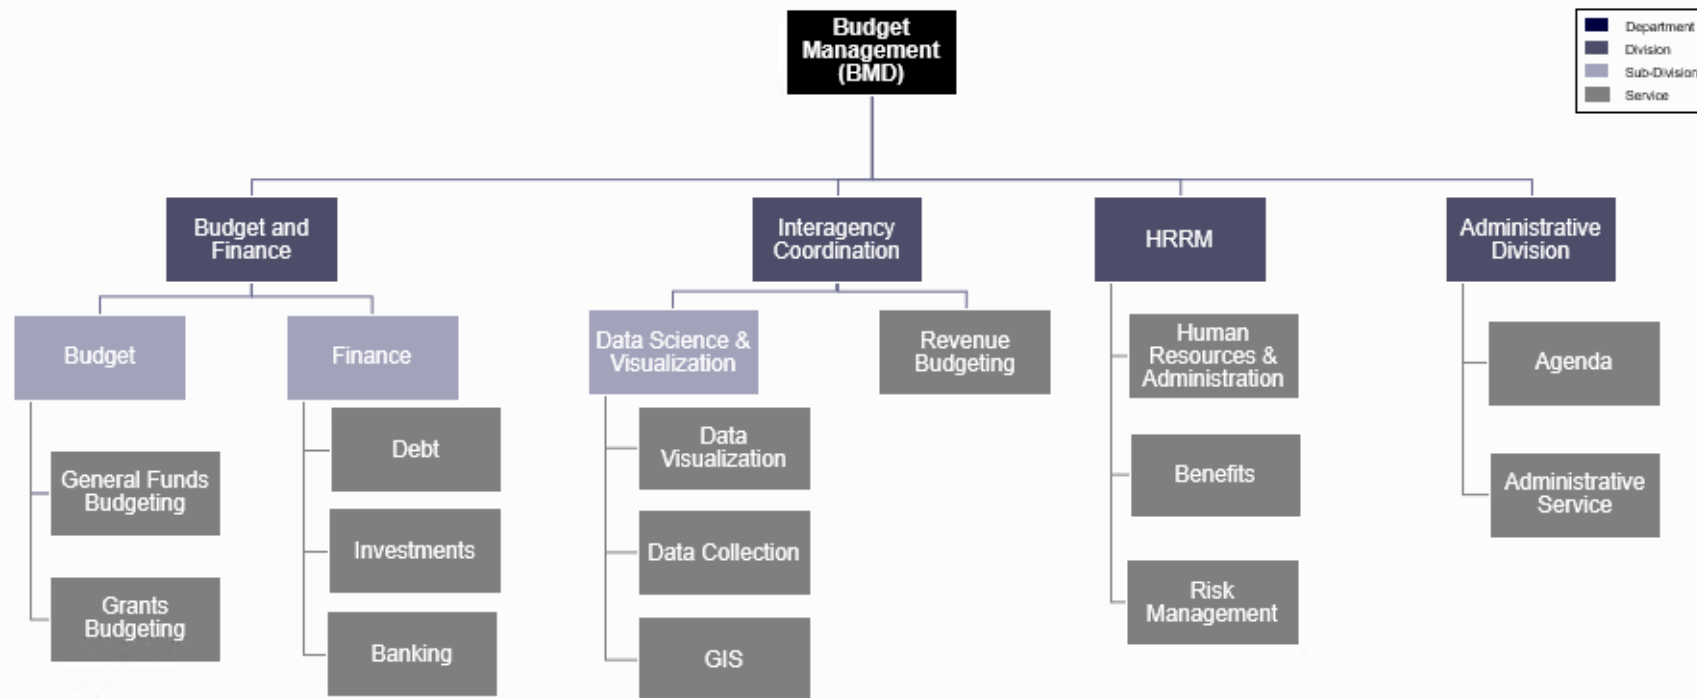 Budget
Management
(BMD)
Department
Division
Sub-Division
Service
Budget and
Finance
Interagency
Coordination
HRRM
Administrative
Division
Budget
Finance
Data Science &
Visualization
Revenue
Budgeting
Human
Resources &
Administration
Agenda
General Funds
Budgeting
Debt
Data
Visualization
Benefits
Administrative
Service
Investments
Data Collection
Grants
Budgeting
Banking
GIS
Risk
Management